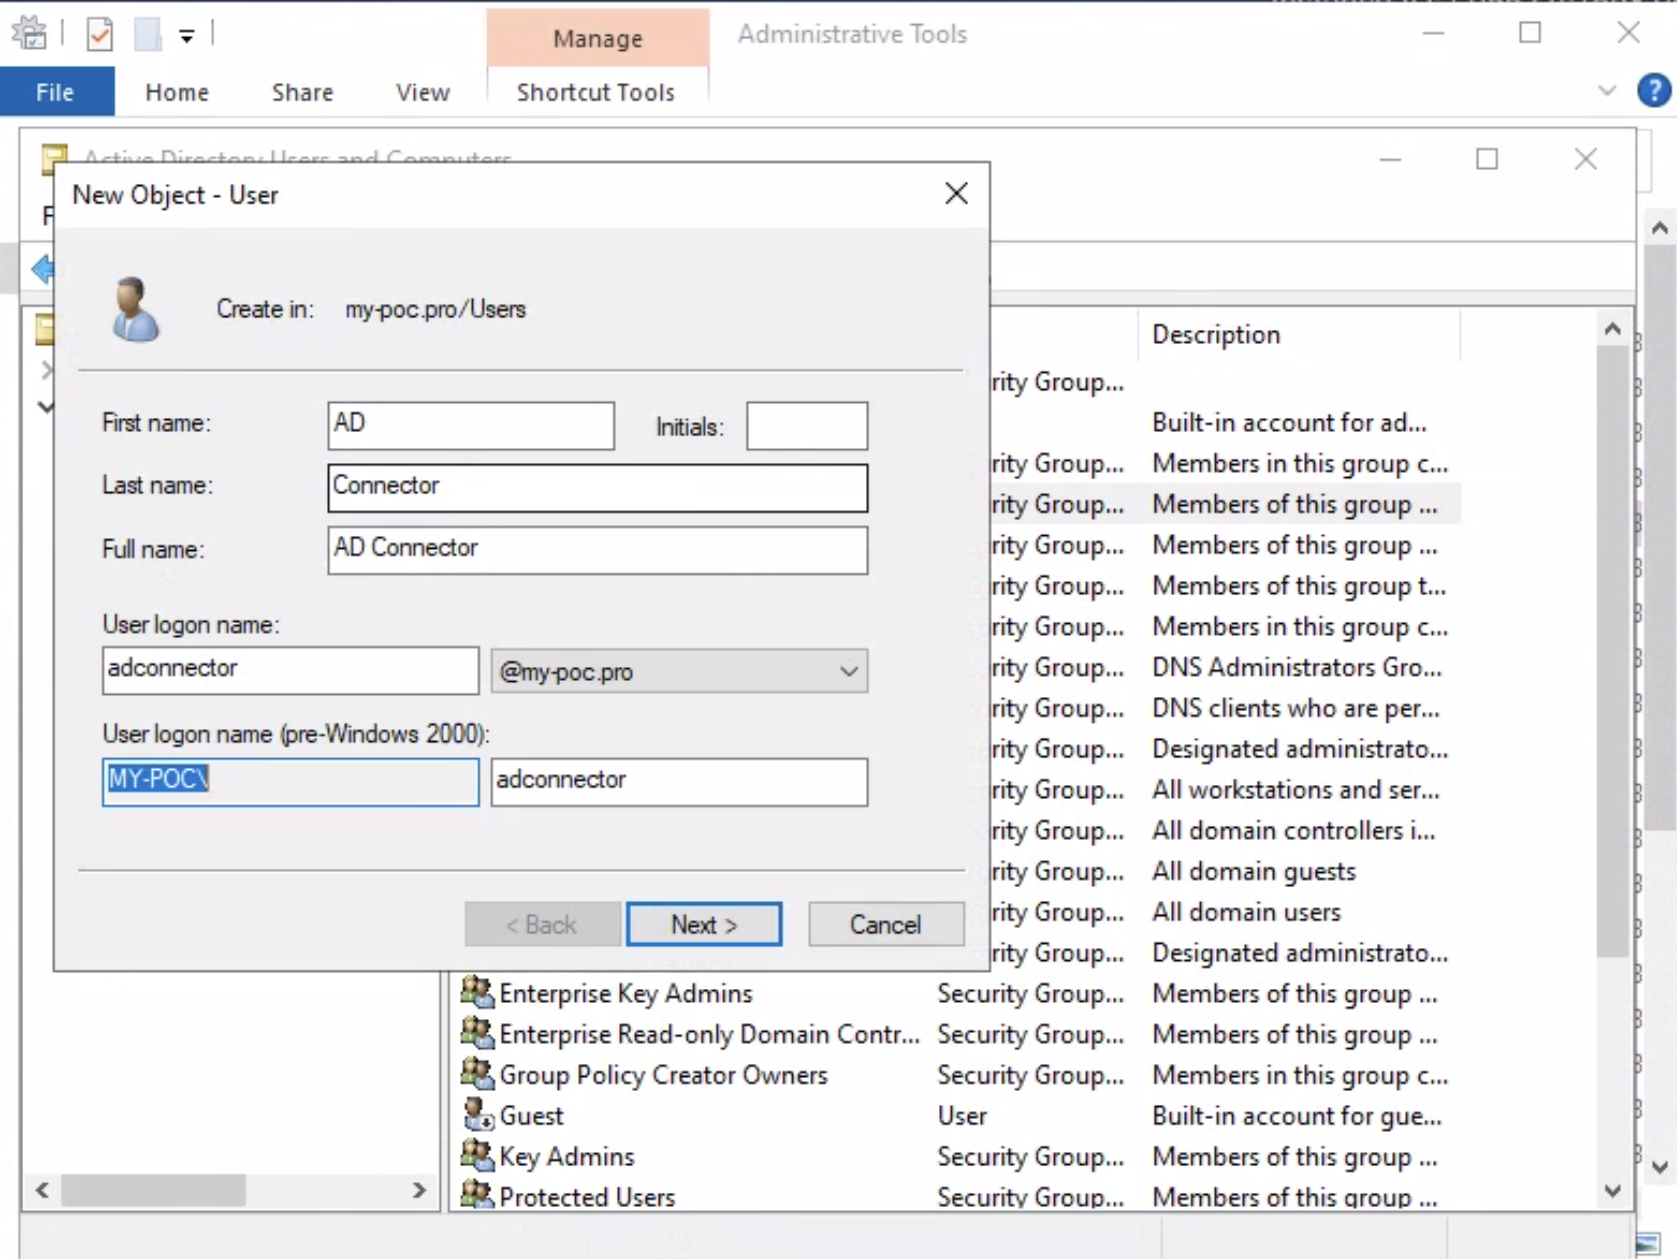 Manage
Administrative Tools
File
Home
Share
View
Shortcut Tools
?
Active Directory Users and Computers
New Object - User
Create in:
my-poc.pro/Users
First name:
AD
Initials:
Last name:
Connector
Full name:
AD Connector
User logon name:
adconnector
@my-poc.pro
User logon name (pre-Windows 2000):
MY-POC\
adconnector
< Back
Next >
Cancel
Description
rity Group...
Built-in account for ad...
rity Group... Members in this group c...
rity Group... Members of this group ...
rity Group... Members of this group ...
rity Group... Members of this group t...
rity Group... Members in this group c...
rity Group... DNS Administrators Gro...
rity Group... DNS clients who are per...
rity Group... Designated administrato...
rity Group... All workstations and ser...
rity Group... All domain controllers i...
rity Group... All domain guests
rity Group... All domain users
rity Group... Designated administrato...
Enterprise Key Admins Security Group... Members of this group ...
Enterprise Read-only Domain Contr... Security Group... Members of this group ...
Group Policy Creator Owners Security Group... Members in this group c...
Guest User Built-in account for gue...
Key Admins Security Group... Members of this group ...
Protected Users Security Group... Members of this group ...